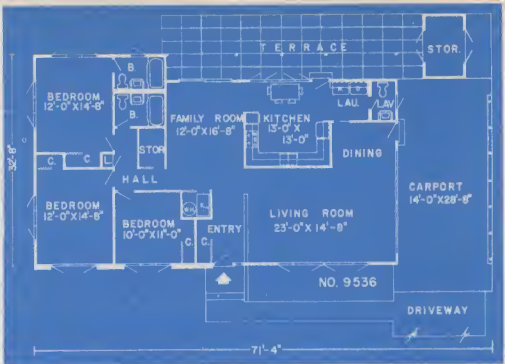 TERRACE
STOR.
B.
BEDROOM
12'-0"X14'-8"
B.
FAMILY ROOM
12'-0"X16'-8"
KITCHEN
13'-0"X
13'-0"
LAU.
LAV.
DINING
STOR
C.
C
L
HALL
32'-8"
BEDROOM
12'-0"X14'-8"
BEDROOM
10'-0"X11'-0"
C.
C.
ENTRY
LIVING ROOM
23'-0"X 14'-8"
CARPORT
14'-0"X28'-8"
NO. 9536
DRIVEWAY
71'-4"